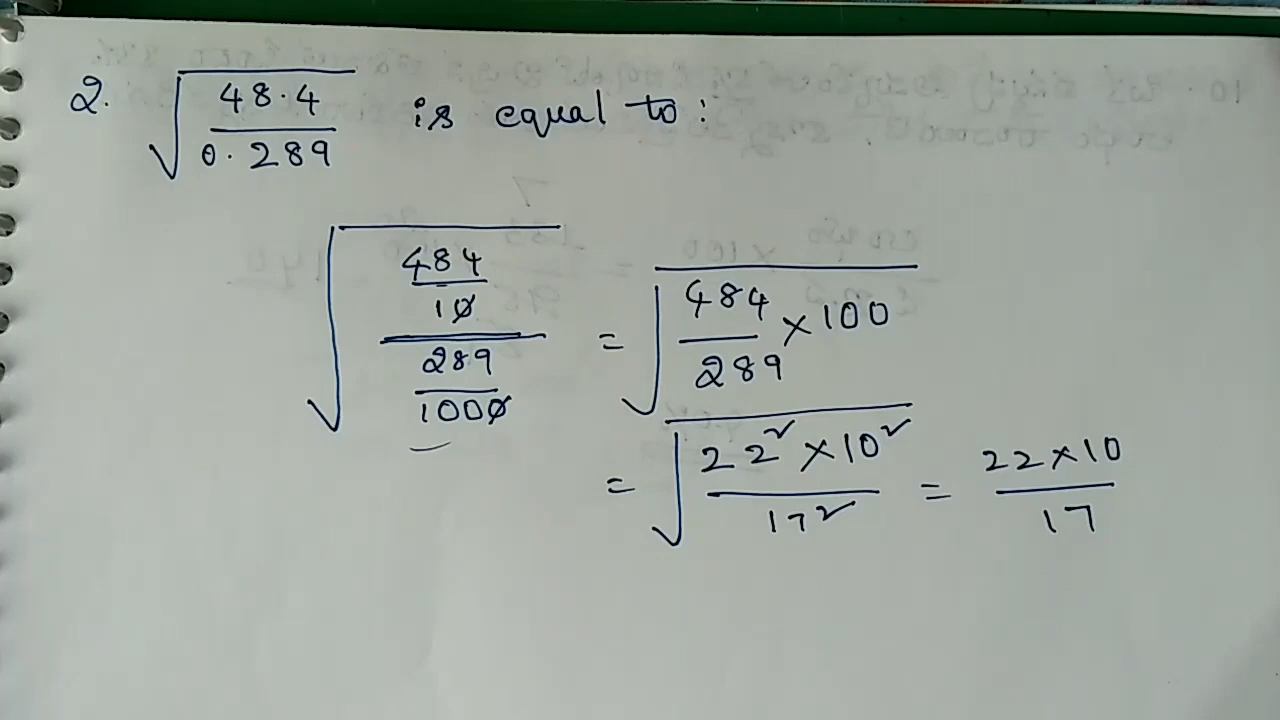 2. √(48.4 / 0.289) is equal to:
√((484/10) / (289/1000)) = √(484/289 × 100)
= √(22² × 10² / 17²) = 22 × 10 / 17